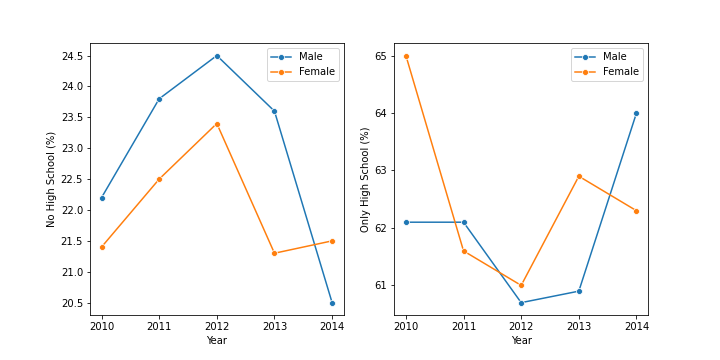 No High School (%)
24.5
24.0
23.5
23.0
22.5
22.0
21.5
21.0
20.5
2010 2011 2012 2013 2014
Year
Male
Female
Only High School (%)
65
64
63
62
61
2010 2011 2012 2013 2014
Year
Male
Female